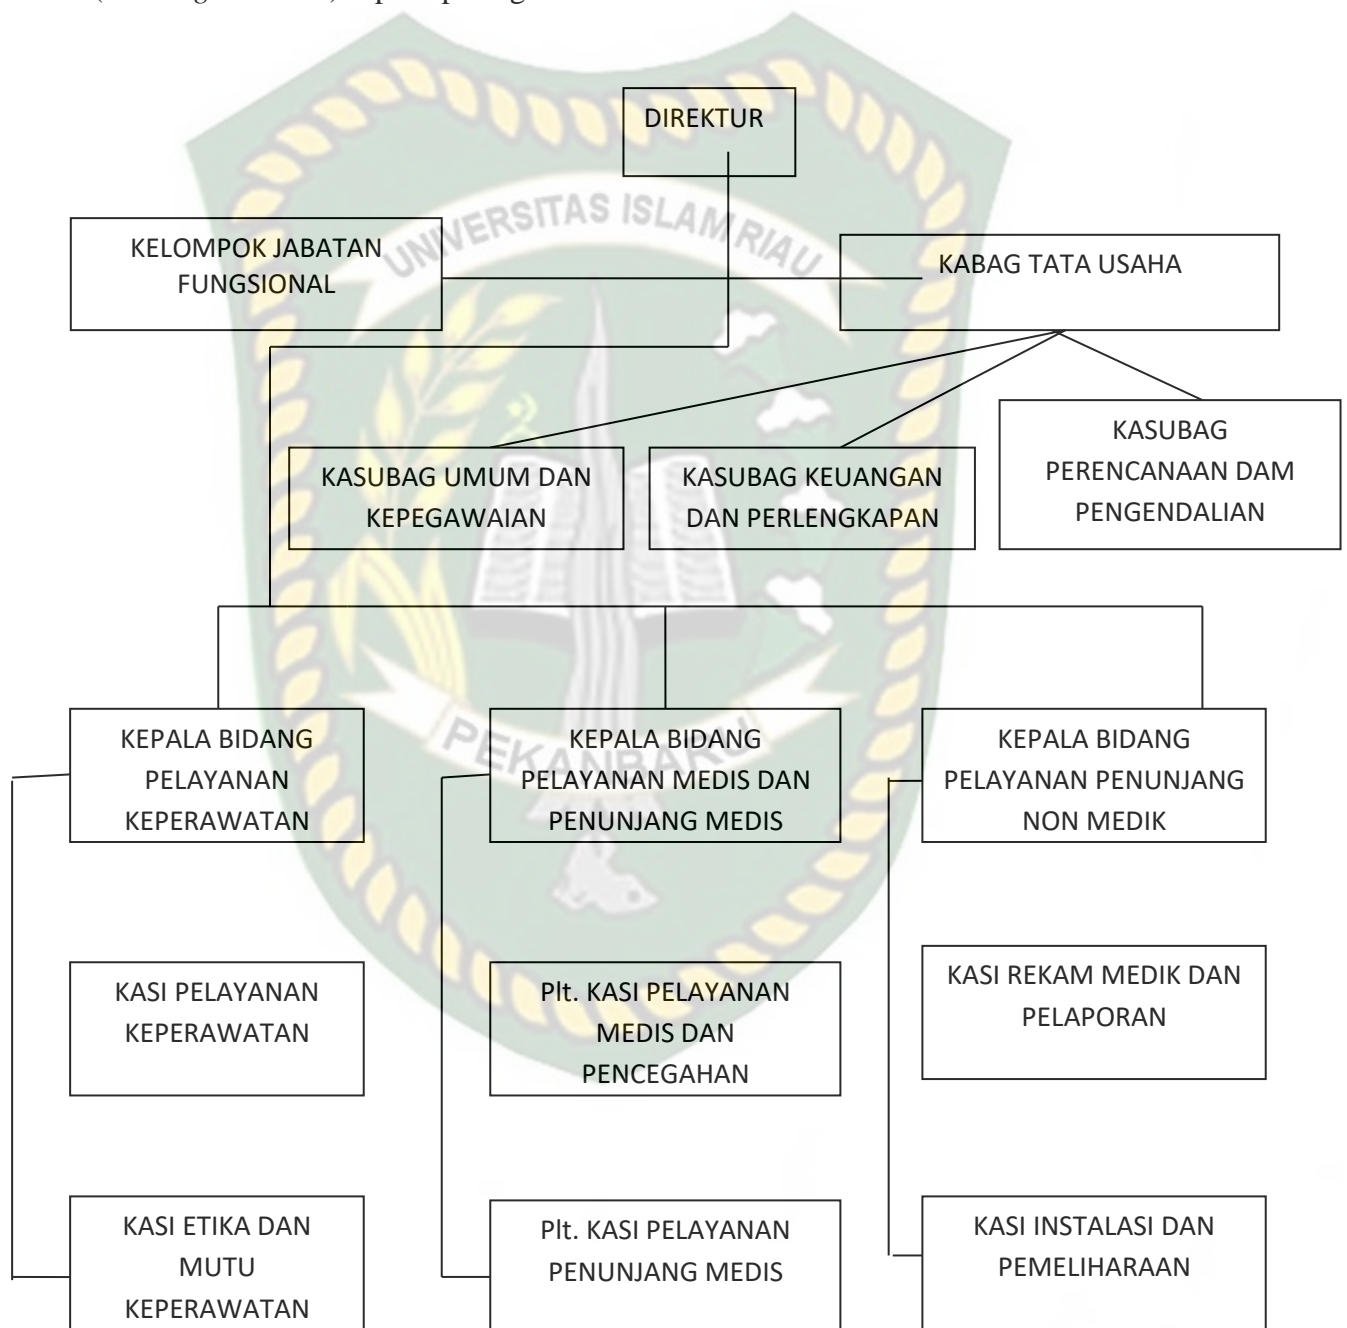 DIREKTUR
UNIVERSITAS ISLAM RIAU
KELOMPOK JABATAN
FUNGSIONAL
KABAG TATA USAHA
KASUBAG UMUM DAN
KEPEGAWAIAN
KASUBAG KEUANGAN
DAN PERLENGKAPAN
KASUBAG
PERENCANAAN DAM
PENGENDALIAN
PEKANBARU
KEPALA BIDANG
PELAYANAN
KEPERAWATAN
KEPALA BIDANG
PELAYANAN MEDIS DAN
PENUNJANG MEDIS
KEPALA BIDANG
PELAYANAN PENUNJANG
NON MEDIK
KASI PELAYANAN
KEPERAWATAN
Plt. KASI PELAYANAN
MEDIS DAN
PENCEGAHAN
KASI REKAM MEDIK DAN
PELAPORAN
KASI ETIKA DAN
MUTU
KEPERAWATAN
Plt. KASI PELAYANAN
PENUNJANG MEDIS
KASI INSTALASI DAN
PEMELIHARAAN